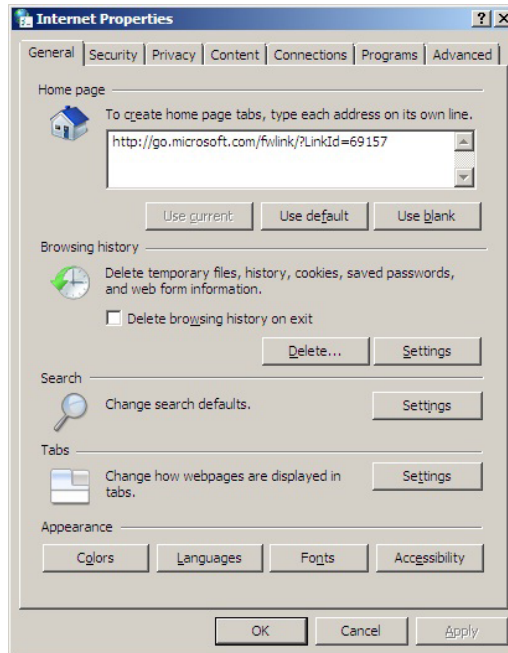 Internet Properties
General Security Privacy Content Connections Programs Advanced
Home page
To create home page tabs, type each address on its own line.
http://go.microsoft.com/fwlink/?LinkId=69157
Use current Use default Use blank
Browsing history
Delete temporary files, history, cookies, saved passwords,
and web form information.
Delete browsing history on exit
Delete... Settings
Search
Change search defaults.
Settings
Tabs
Change how webpages are displayed in
tabs.
Settings
Appearance
Colors Languages Fonts Accessibility
OK Cancel Apply